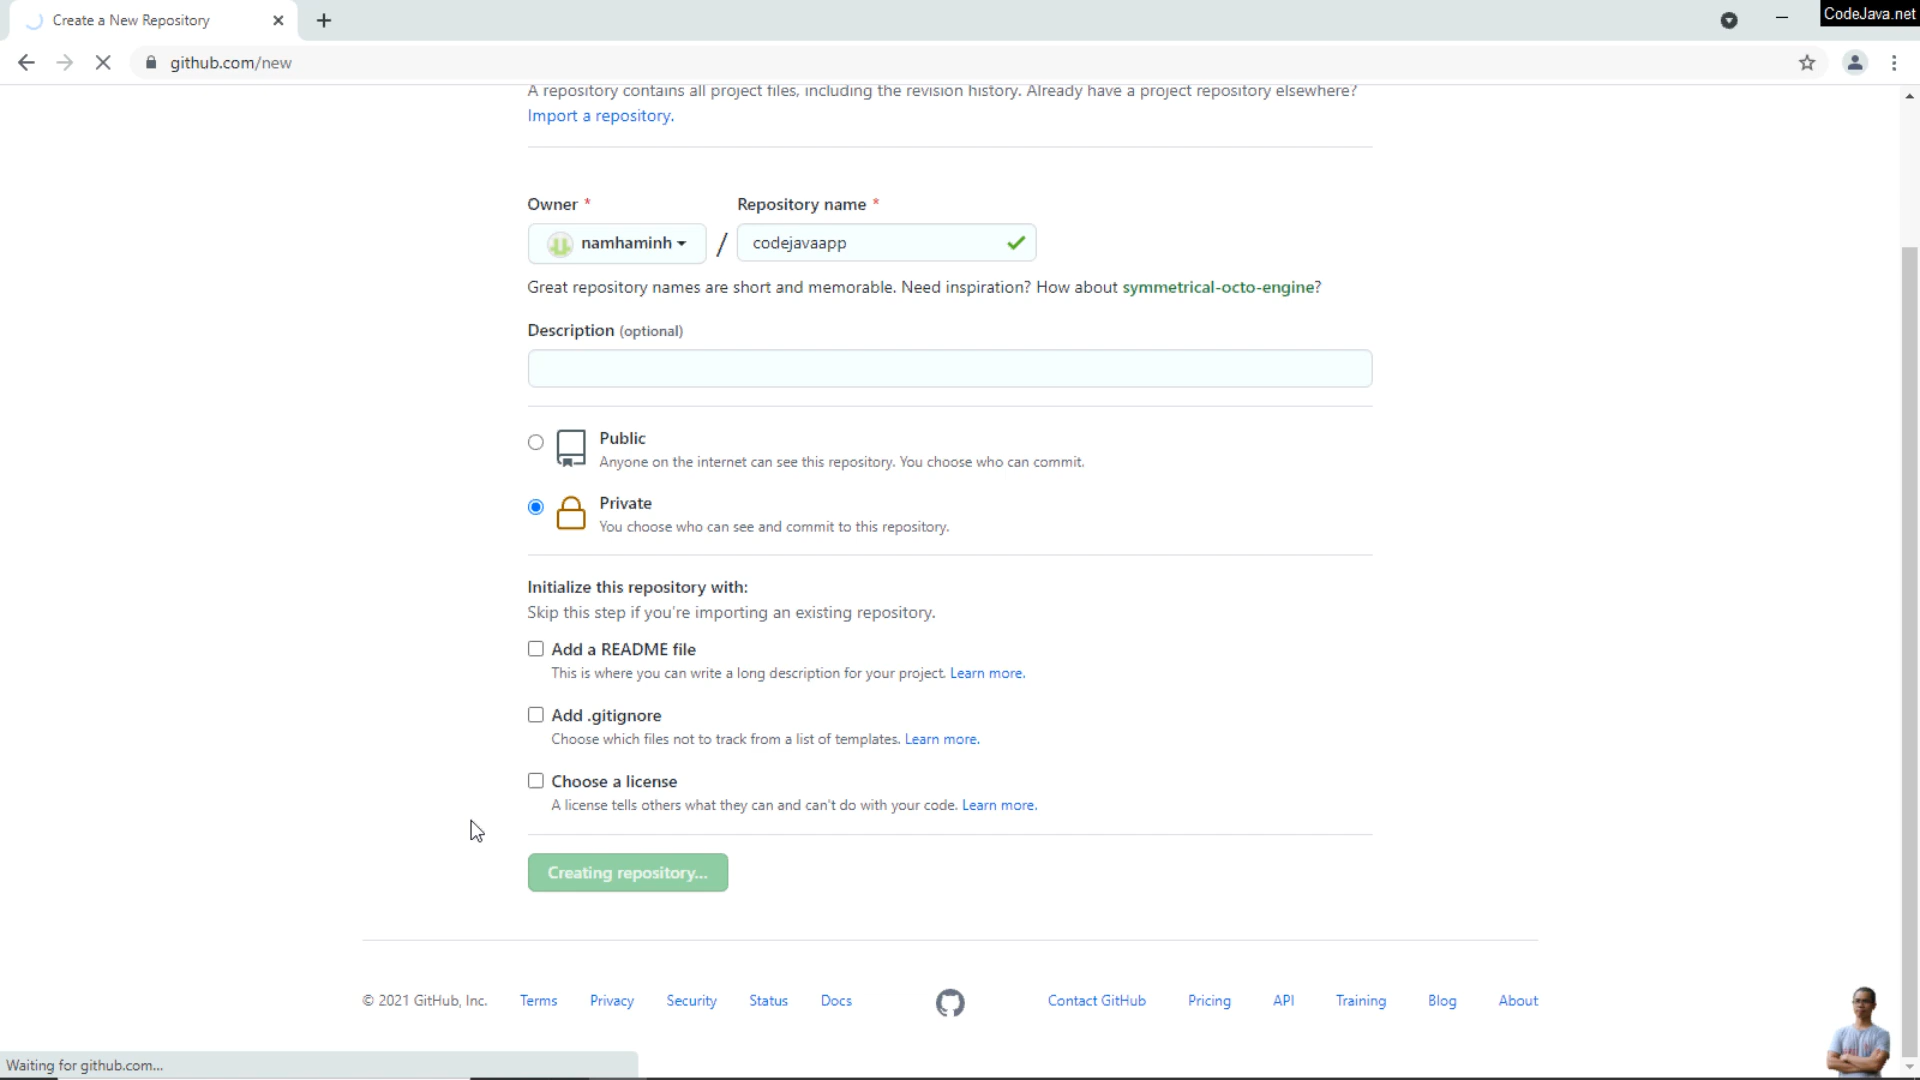 Create a New Repository
CodeJava.net
github.com/new
A repository contains all project files, including the revision history. Already have a project repository elsewhere?
Import a repository.
Owner *
Repository name *
namhaminh
/
codejavaapp
Great repository names are short and memorable. Need inspiration? How about symmetrical-octo-engine?
Description (optional)
Public
Anyone on the internet can see this repository. You choose who can commit.
Private
You choose who can see and commit to this repository.
Initialize this repository with:
Skip this step if you're importing an existing repository.
Add a README file
This is where you can write a long description for your project. Learn more.
Add .gitignore
Choose which files not to track from a list of templates. Learn more.
Choose a license
A license tells others what they can and can't do with your code. Learn more.
Creating repository...
© 2021 GitHub, Inc. Terms Privacy Security Status Docs Contact GitHub Pricing API Training Blog About
Waiting for github.com...